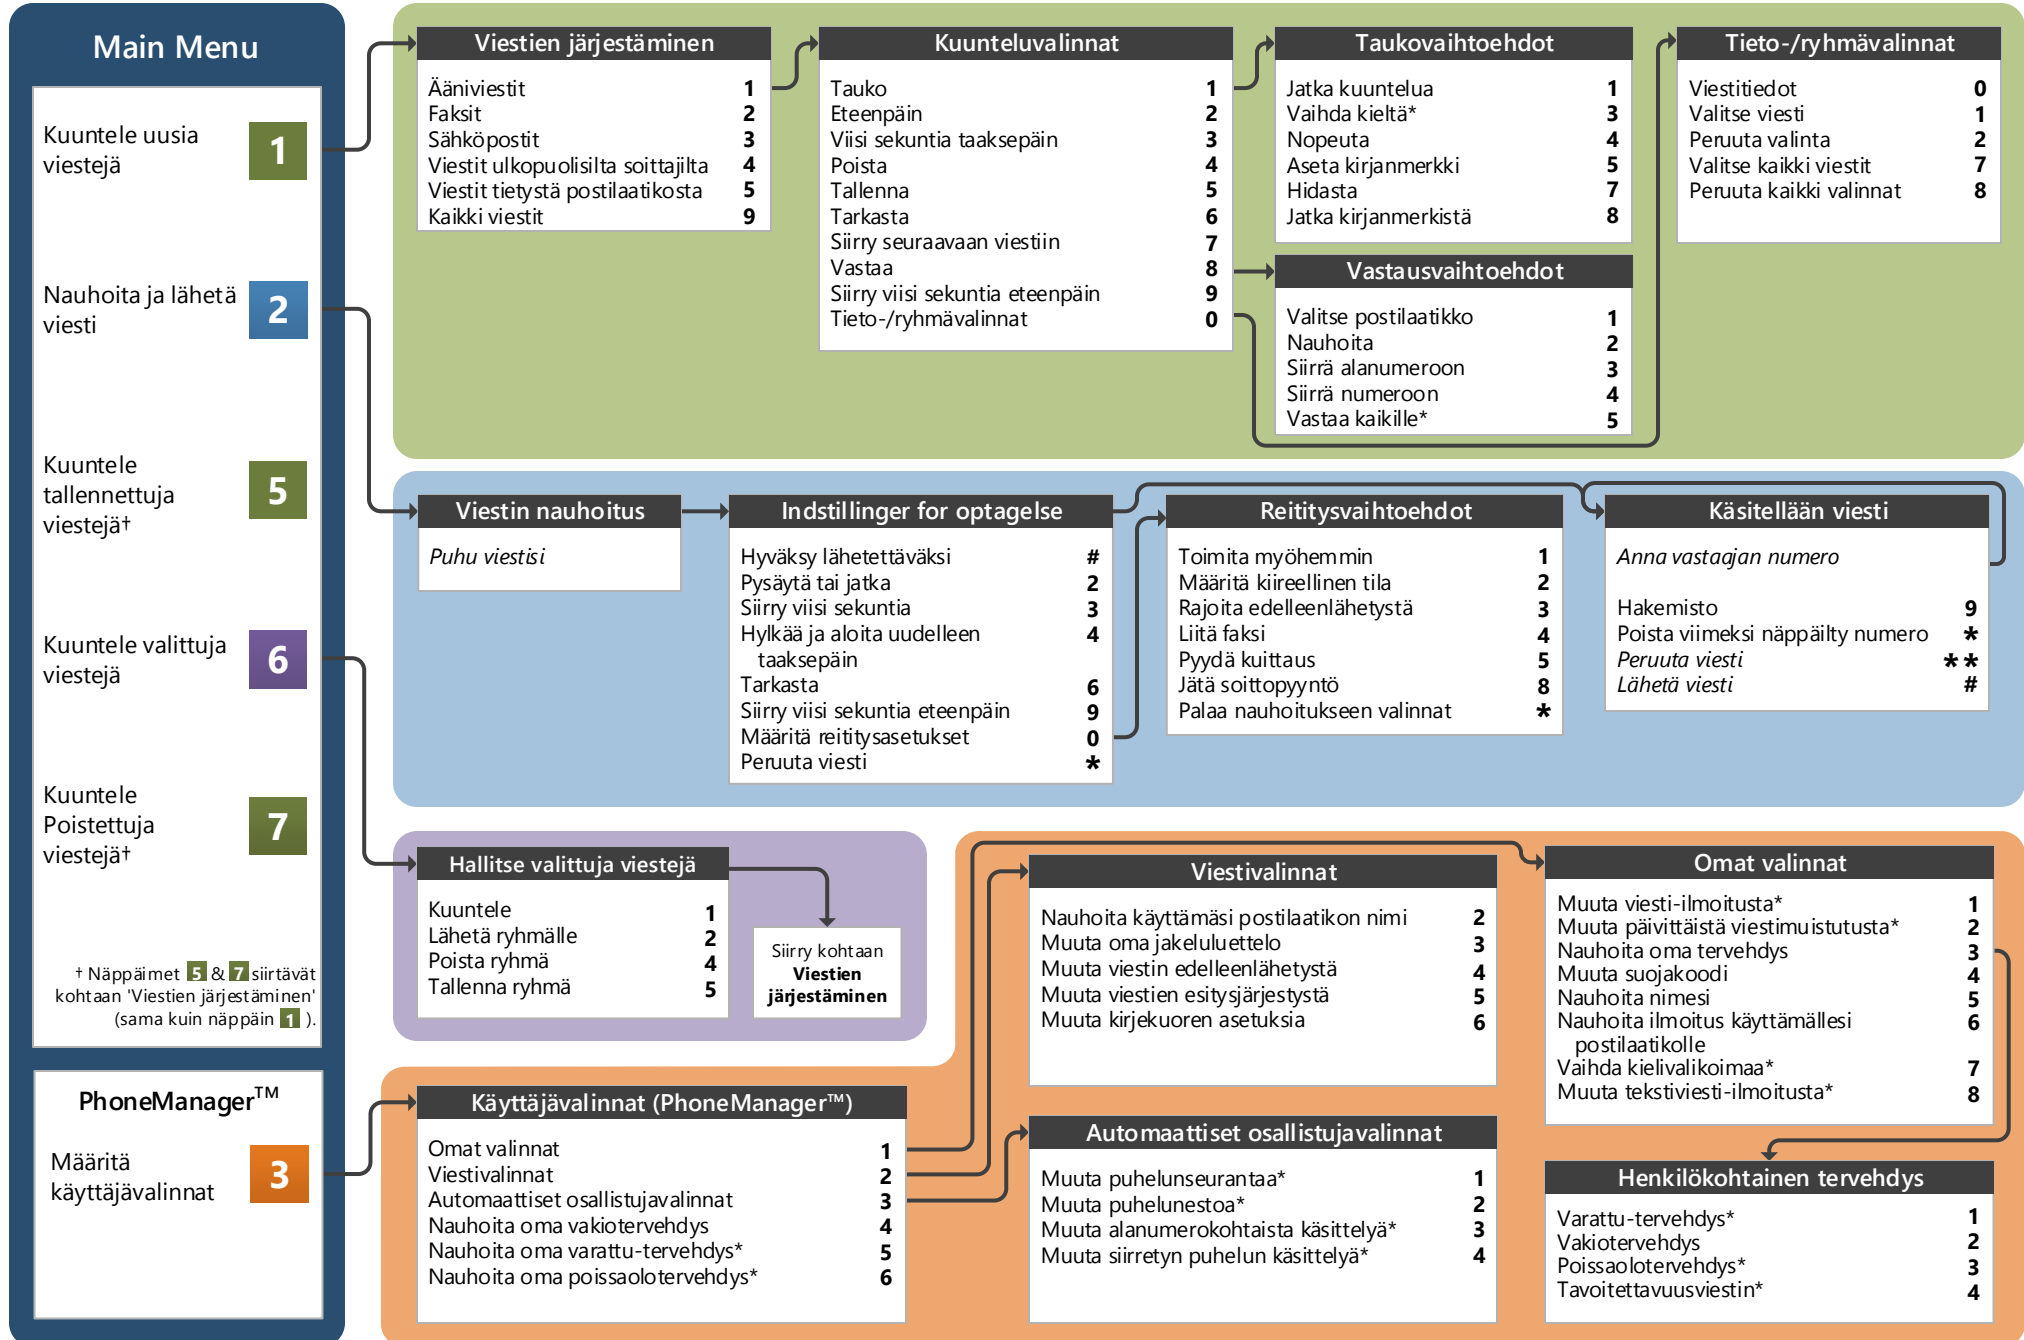 Main Menu
Kuuntele uusia
viestejä
1
Nauhoita ja lähetä
viesti
2
Kuuntele
tallennettuja
viestejä†
5
Kuuntele valittuja
viestejä
6
Kuuntele
Poistettuja
viestejä†
7
† Näppäimet 5 & 7 siirtävät
kohtaan 'Viestien järjestäminen'
(sama kuin näppäin 1 ).
PhoneManager™
Määritä
käyttäjävalinnat
3
Viestien järjestäminen
Ääniviestit 1
Faksit 2
Sähköpostit 3
Viestit ulkopuolisilta soittajilta 4
Viestit tietystä postilaatikosta 5
Kaikki viestit 9
Kuunteluvalinnat
Tauko 1
Eteenpäin 2
Viisi sekuntia taaksepäin 3
Poista 4
Tallenna 5
Tarkasta 6
Siirry seuraavaan viestiin 7
Vastaa 8
Siirry viisi sekuntia eteenpäin 9
Tieto-/ryhmävalinnat 0
Taukovaihtoehdot
Jatka kuuntelua 1
Vaihda kieltä* 3
Nopeuta 4
Aseta kirjanmerkki 5
Hidasta 7
Jatka kirjanmerkistä 8
Vastausvaihtoehdot
Valitse postilaatikko 1
Nauhoita 2
Siirrä alanumeroon 3
Siirrä numeroon 4
Vastaa kaikille* 5
Tieto-/ryhmävalinnat
Viestitiedot 0
Valitse viesti 1
Peruuta valinta 2
Valitse kaikki viestit 7
Peruuta kaikki valinnat 8
Viestin nauhoitus
Puhu viestisi
Indstillinger for optagelse
Hyväksy lähetettäväksi #
Pysäytä tai jatka 2
Siirry viisi sekuntia 3
Hylkää ja aloita uudelleen 4
taaksepäin
Tarkasta 6
Siirry viisi sekuntia eteenpäin 9
Määritä reititysasetukset 0
Peruuta viesti *
Reititysvaihtoehdot
Toimita myöhemmin 1
Määritä kiireellinen tila 2
Rajoita edelleenlähetystä 3
Liitä faksi 4
Pyydä kuittaus 5
Jätä soittopyyntö 8
Palaa nauhoitukseen valinnat *
Käsitellään viesti
Anna vastaajan numero
Hakemisto 9
Poista viimeksi näppäilty numero *
Peruuta viesti **
Lähetä viesti #
Hallitse valittuja viestejä
Kuuntele 1
Lähetä ryhmälle 2
Poista ryhmä 4
Tallenna ryhmä 5
Siirry kohtaan
Viestien
järjestäminen
Käyttäjävalinnat (PhoneManager™)
Omat valinnat 1
Viestivalinnat 2
Automaattiset osallistujavalinnat 3
Nauhoita oma vakiotervehdys 4
Nauhoita oma varattu-tervehdys* 5
Nauhoita oma poissaolotervehdys* 6
Viestivalinnat
Nauhoita käyttämäsi postilaatikon nimi 2
Muuta oma jakeluluettelo 3
Muuta viestin edelleenlähetystä 4
Muuta viestien esitysjärjestystä 5
Muuta kirjekuoren asetuksia 6
Automaattiset osallistujavalinnat
Muuta puhelunseurantaa* 1
Muuta puhelunestoa* 2
Muuta alanumerokohtaista käsittelyä* 3
Muuta siirretyn puhelun käsittelyä* 4
Omat valinnat
Muuta viesti-ilmoitusta* 1
Muuta päivittäistä viestimuistutusta* 2
Nauhoita oma tervehdys 3
Muuta suojakoodi 4
Nauhoita nimesi 5
Nauhoita ilmoitus käyttämällesi 6
postilaatikolle
Vaihda kielivalikoimaa* 7
Muuta tekstiviesti-ilmoitusta* 8
Henkilökohtainen tervehdys
Varattu-tervehdys* 1
Vakiotervehdys 2
Poissaolotervehdys* 3
Tavoitettavuusviestin* 4